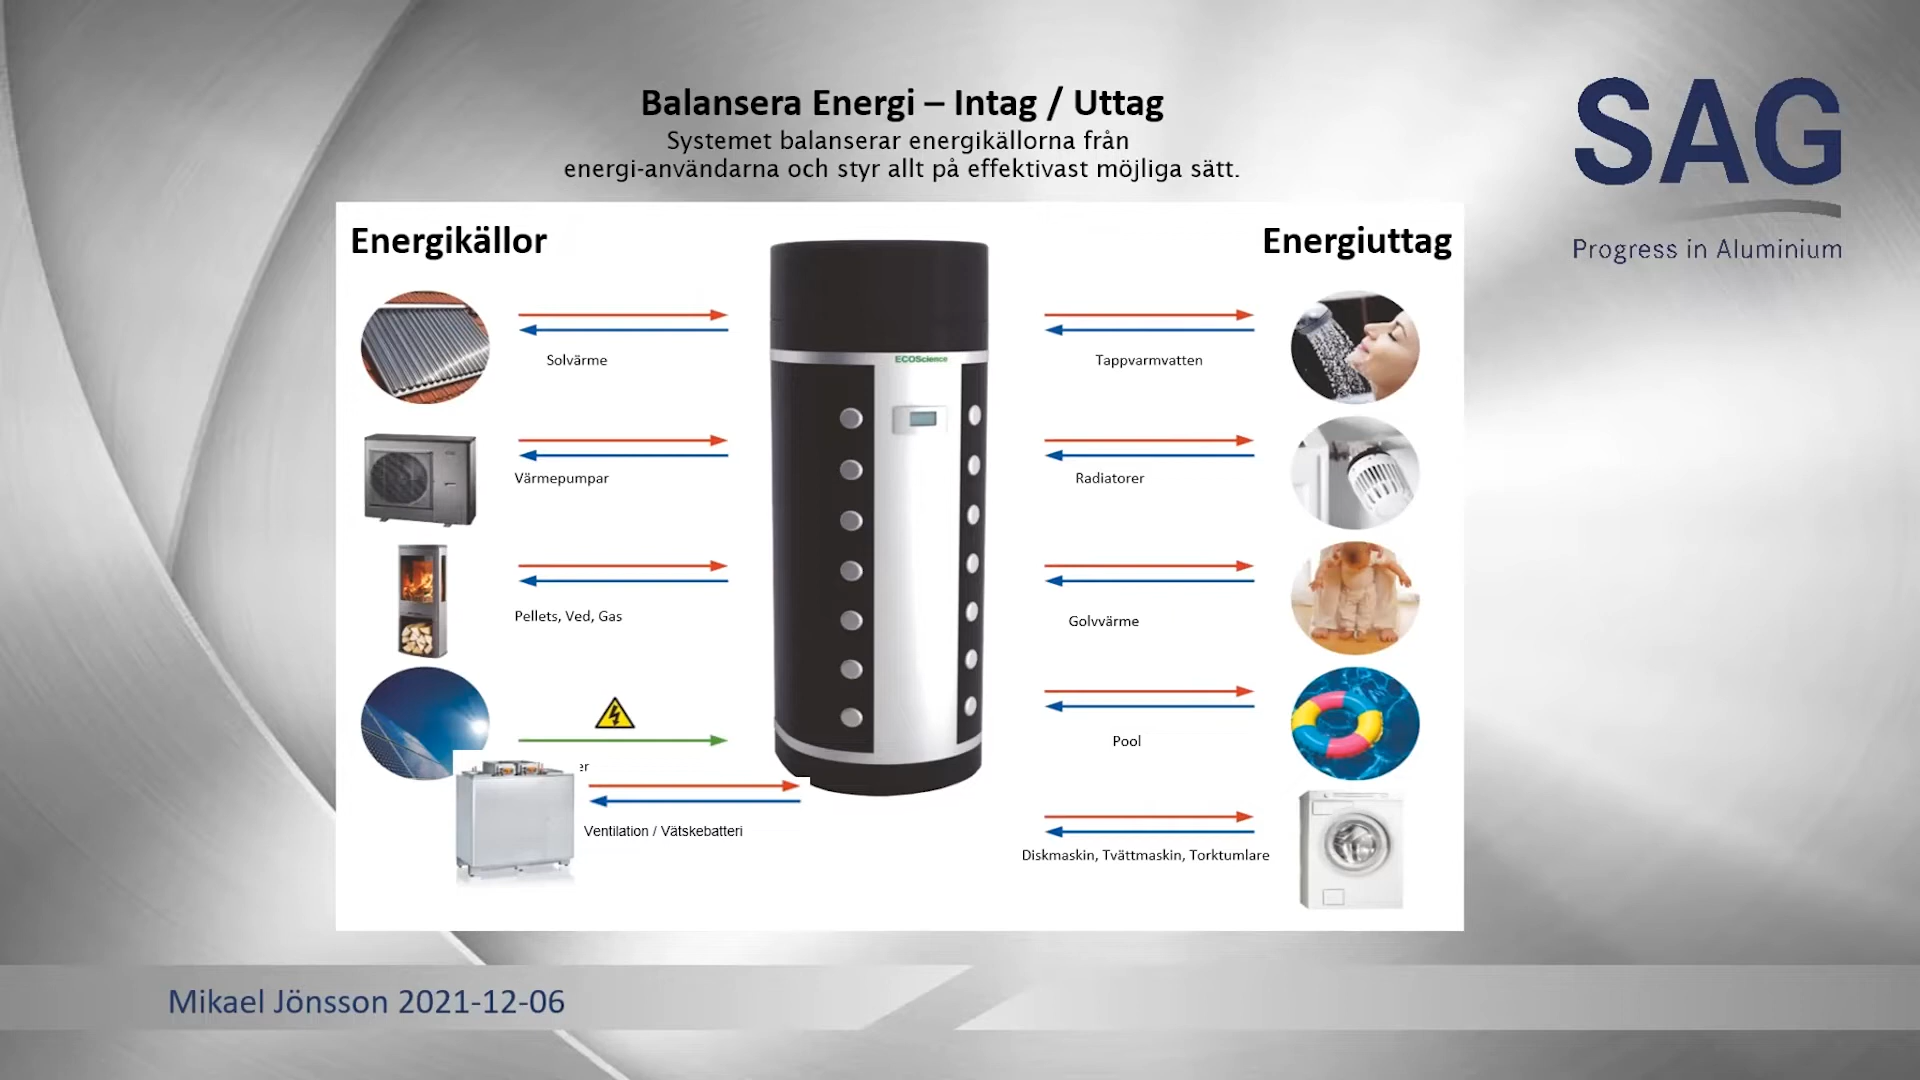 Balansera Energi – Intag / Uttag
Systemet balanserar energikällorna från
energi-användarna och styr allt på effektivast möjliga sätt.
SAG
Progress in Aluminium
Energikällor
Energiuttag
ECOScience
Solvärme
Tappvarmvatten
Värmepumpar
Radiatorer
Pellets, Ved, Gas
Golvvärme
Pool
Ventilation / Vätskebatteri
Diskmaskin, Tvättmaskin, Torktumlare
Mikael Jönsson 2021-12-06